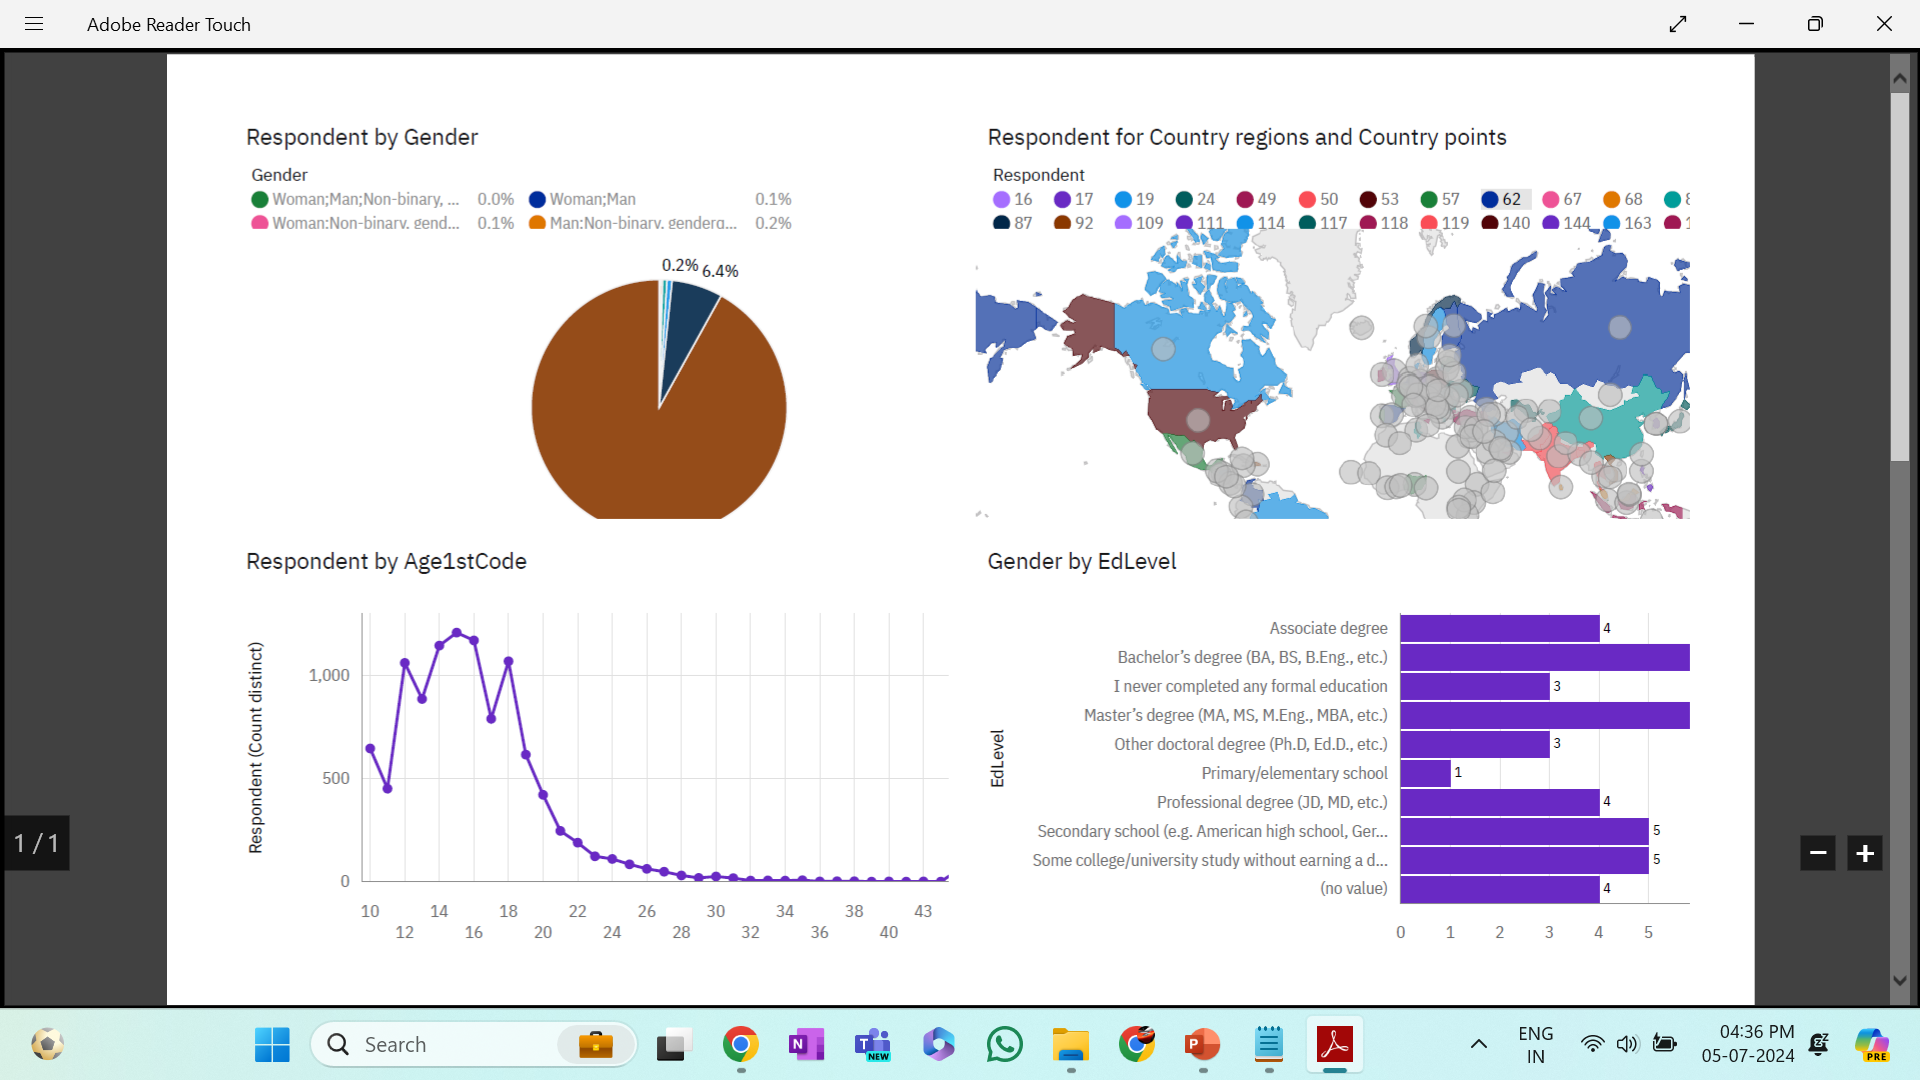 Adobe Reader Touch
Respondent by Gender
Gender
Woman;Man;Non-binary, ... 0.0% Woman;Man 0.1%
Woman;Non-binary, gend... 0.1% Man;Non-binary, genderq... 0.2%
0.2% 6.4%
Respondent for Country regions and Country points
Respondent
16 17 19 24 49 50 53 57 62 67 68
87 92 109 111 114 117 118 119 140 144 163
Respondent by Age1stCode
Respondent (Count distinct)
1,000
500
0
10 14 18 22 26 30 34 38 43
12 16 20 24 28 32 36 40
Gender by EdLevel
EdLevel
Associate degree 4
Bachelor's degree (BA, BS, B.Eng., etc.)
I never completed any formal education 3
Master's degree (MA, MS, M.Eng., MBA, etc.)
Other doctoral degree (Ph.D, Ed.D., etc.) 3
Primary/elementary school 1
Professional degree (JD, MD, etc.) 4
Secondary school (e.g. American high school, Ger... 5
Some college/university study without earning a d... 5
(no value) 4
0 1 2 3 4 5
1 / 1
Search
N
NEW
P
ENG
IN
04:36 PM
05-07-2024
PRE